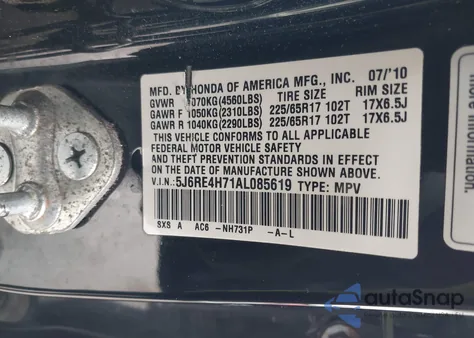 MFD. BY HONDA OF AMERICA MFG., INC. 07/'10
GVWR 070KG(4560LBS) TIRE SIZE RIM SIZE
GAWR F 1050KG(2310LBS) 225/65R17 102T 17X6.5J
GAWR R 1040KG(2290LBS) 225/65R17 102T 17X6.5J
THIS VEHICLE CONFORMS TO ALL APPLICABLE
FEDERAL MOTOR VEHICLE SAFETY
AND THEFT PREVENTION STANDARDS IN EFFECT ON
THE DATE OF MANUFACTURE SHOWN ABOVE.
V.I.N.:5J6RE4H71AL085619 TYPE: MPV
SXS A AC6 -NH731P -A-L
autoSnap